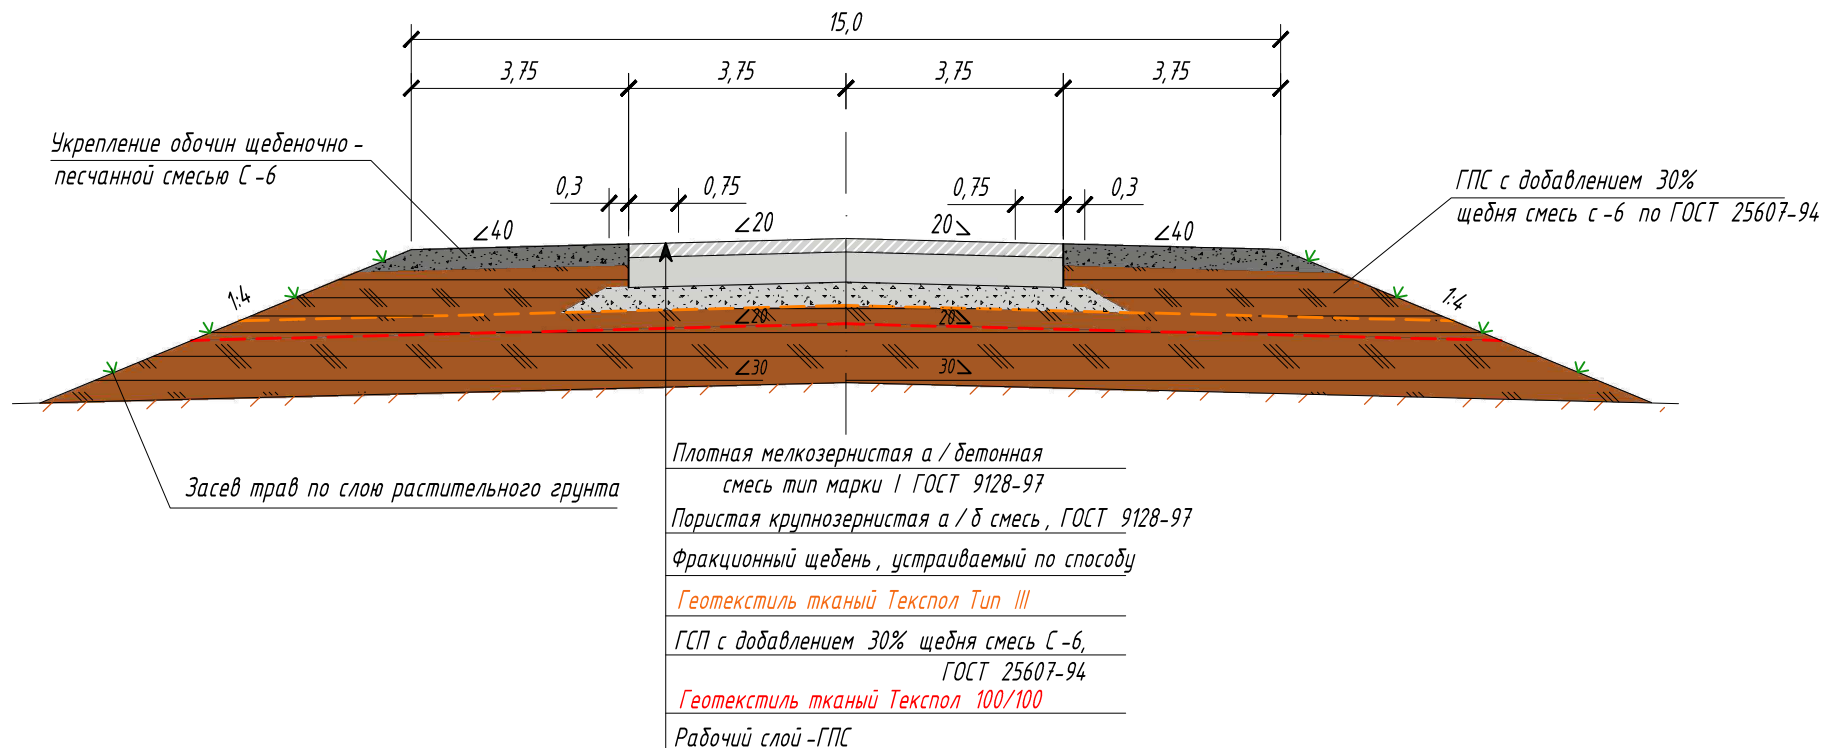 15,0
3,75 3,75 3,75 3,75
Укрепление обочин щебеночно-
песчанной смесью С-6
0,3 0,75 0,75 0,3
ГПС с добавлением 30%
щебня смесь с-6 по ГОСТ 25607-94
∠40 ∠20 20⦣ ∠40
1:4 1:4
∠20 20⦣
∠30 30⦣
Засев трав по слою растительного грунта
Плотная мелкозернистая а/бетонная
смесь тип марки I ГОСТ 9128-97
Пористая крупнозернистая а/б смесь, ГОСТ 9128-97
Фракционный щебень, устраиваемый по способу
Геотекстиль тканый Текспол Тип III
ГСП с добавлением 30% щебня смесь С-6,
ГОСТ 25607-94
Геотекстиль тканый Текспол 100/100
Рабочий слой-ГПС